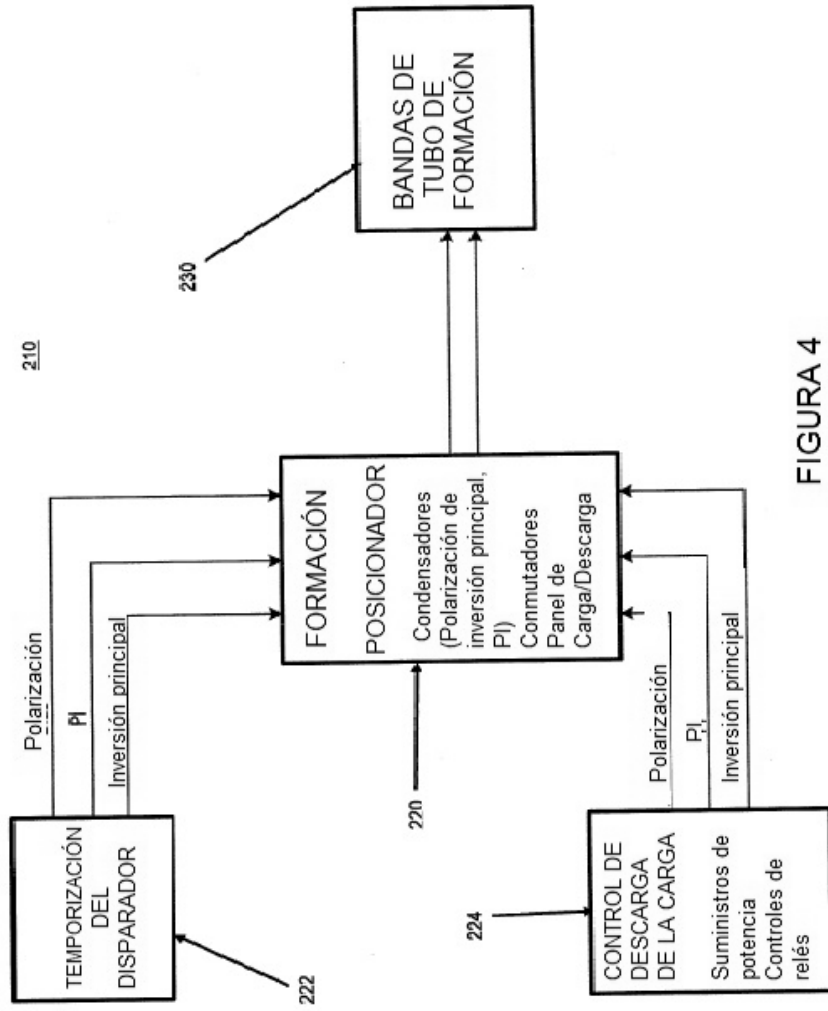 210
TEMPORIZACIÓN
DEL
DISPARADOR
222
Polarización
PI
Inversión principal
FORMACIÓN
POSICIONADOR
Condensadores
(Polarización de
inversión principal,
PI)
Conmutadores
Panel de
Carga/Descarga
220
BANDAS DE
TUBO DE
FORMACIÓN
230
CONTROL DE
DESCARGA
DE LA CARGA
Suministros de
potencia
Controles de
relés
224
Polarización
PI,
Inversión principal
FIGURA 4